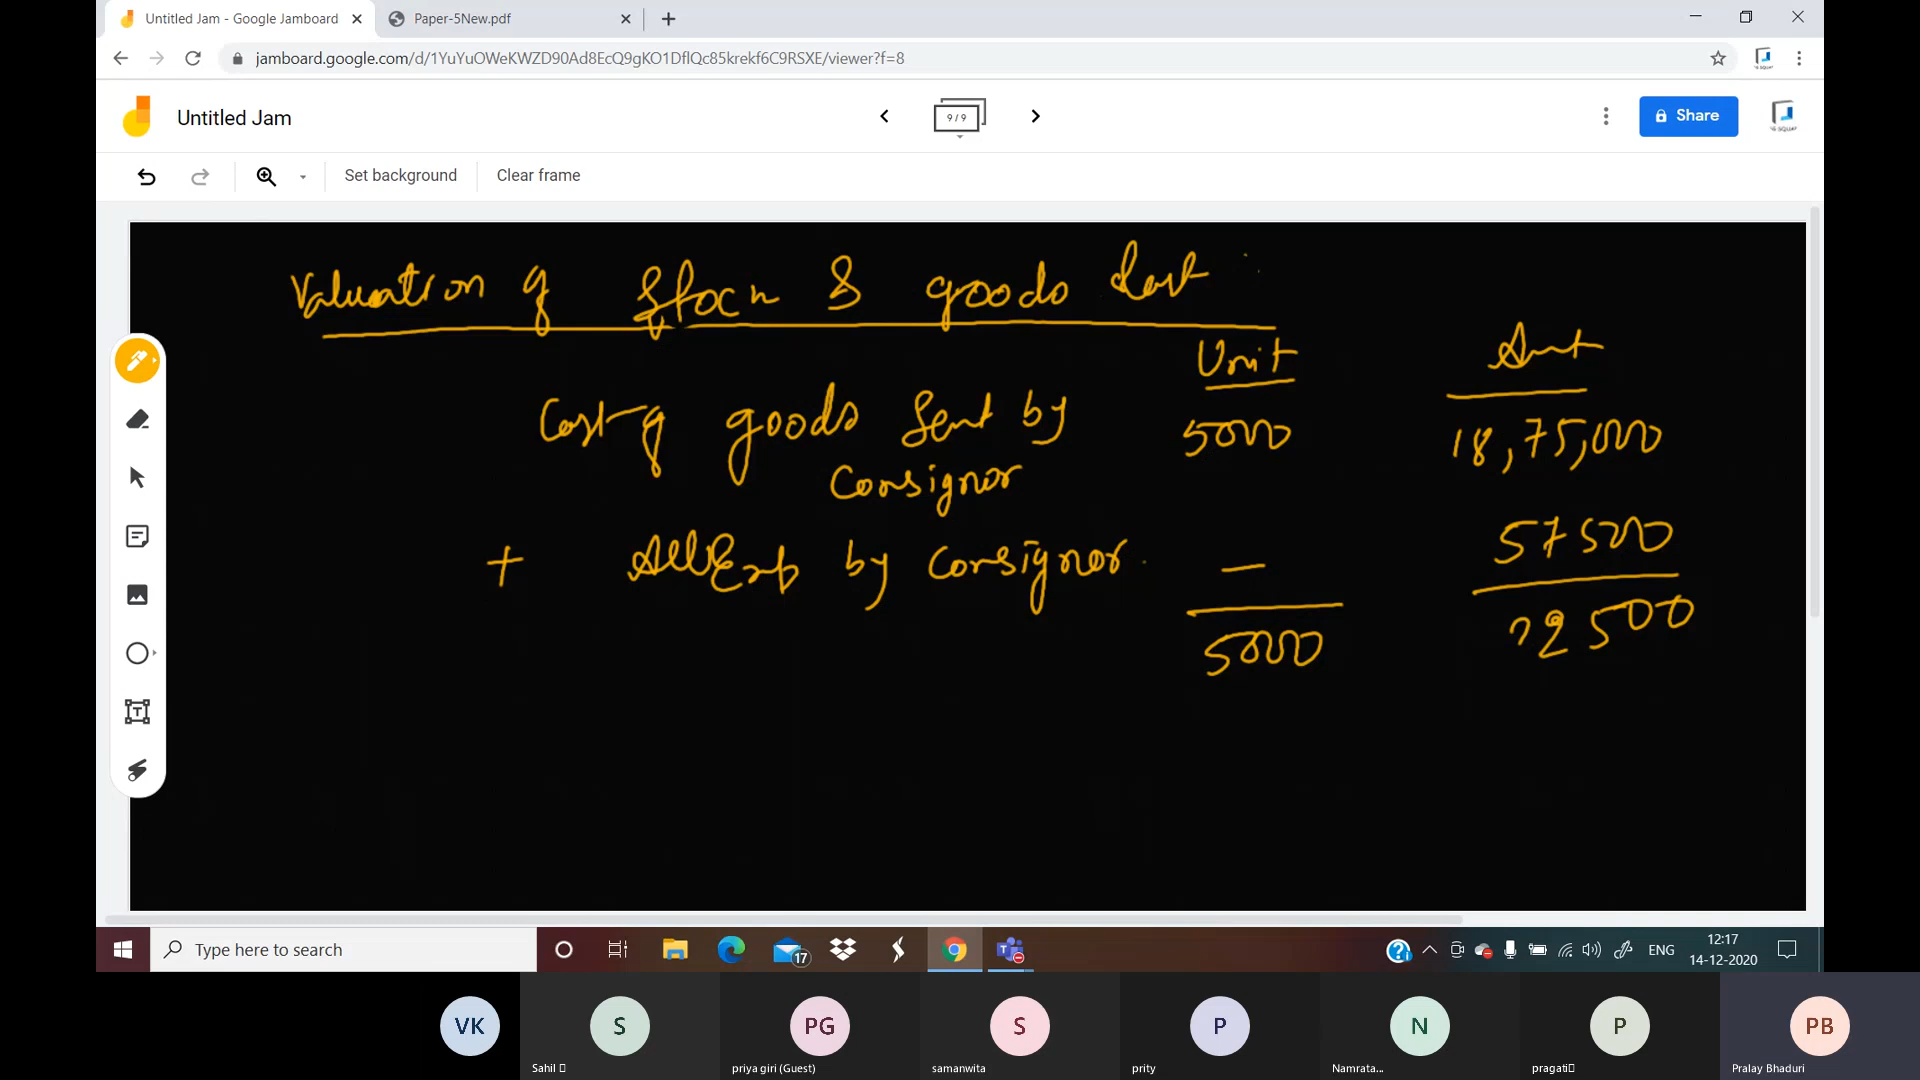 Untitled Jam - Google Jamboard
Paper-5New.pdf
jamboard.google.com/d/1YuYuOWeKWZD90Ad8EcQ9gKO1DflQc85krekf6C9RSXE/viewer?f=8
Untitled Jam
9 / 9
Share
Set background
Clear frame
Valuation of Stock & goods Lost :
Unit
Amt
Cost of goods Sent by
5000
18,75,000
Consignor
+ All Exp by Consignor.
—
57500
5000
32500
Type here to search
17
ENG
12:17
14-12-2020
VK
S
PG
S
P
N
P
PB
Sahil
priya giri (Guest)
samanwita
prity
Namrata...
pragati
Pralay Bhaduri